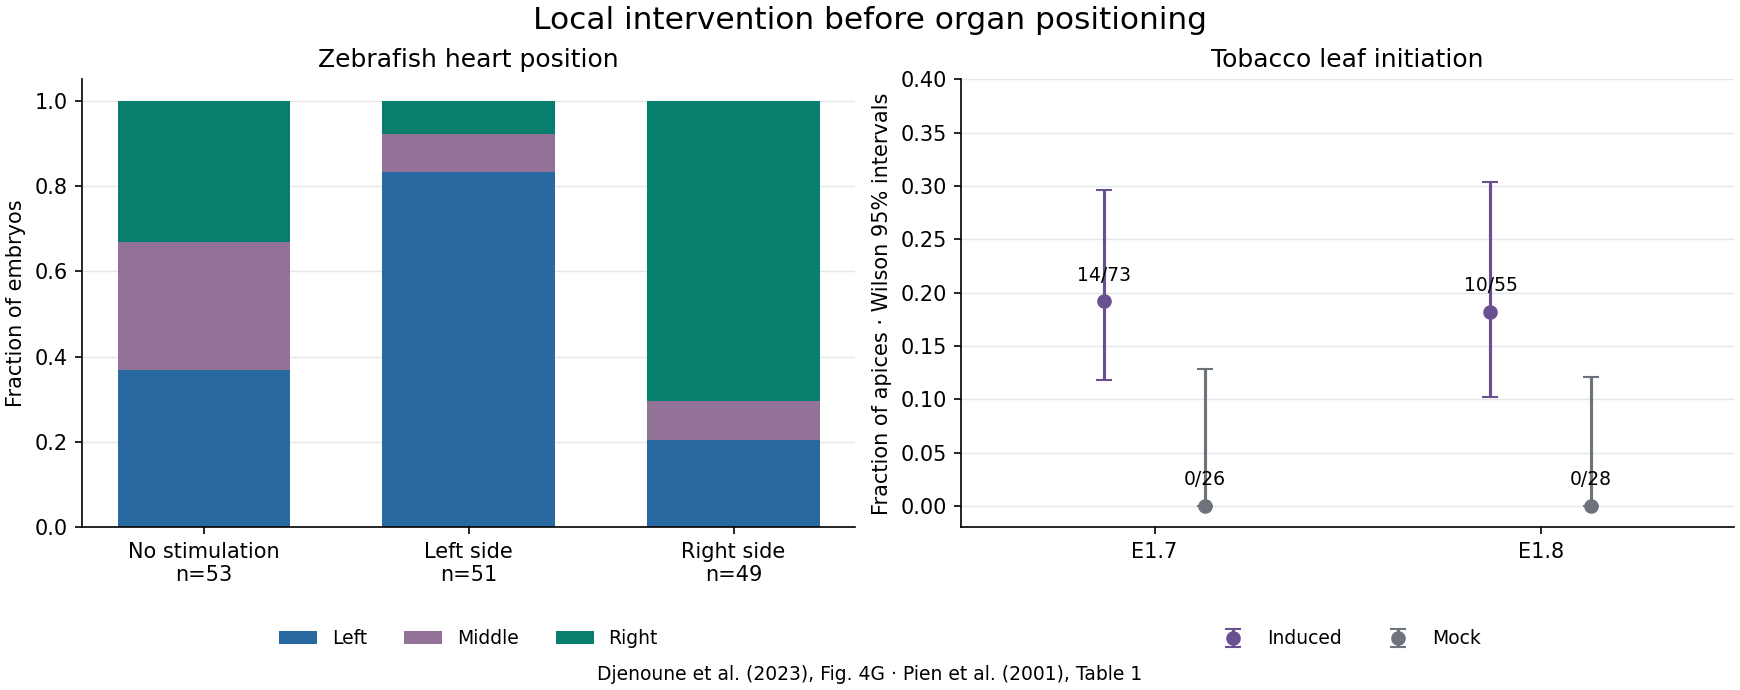 Local intervention before organ positioning
Zebrafish heart position
Fraction of embryos
1.0
0.8
0.6
0.4
0.2
0.0
No stimulation
n=53
Left side
n=51
Right side
n=49
Left
Middle
Right
Tobacco leaf initiation
Fraction of apices · Wilson 95% intervals
0.40
0.35
0.30
0.25
0.20
0.15
0.10
0.05
0.00
14/73
0/26
10/55
0/28
E1.7
E1.8
Induced
Mock
Djenoune et al. (2023), Fig. 4G · Pien et al. (2001), Table 1